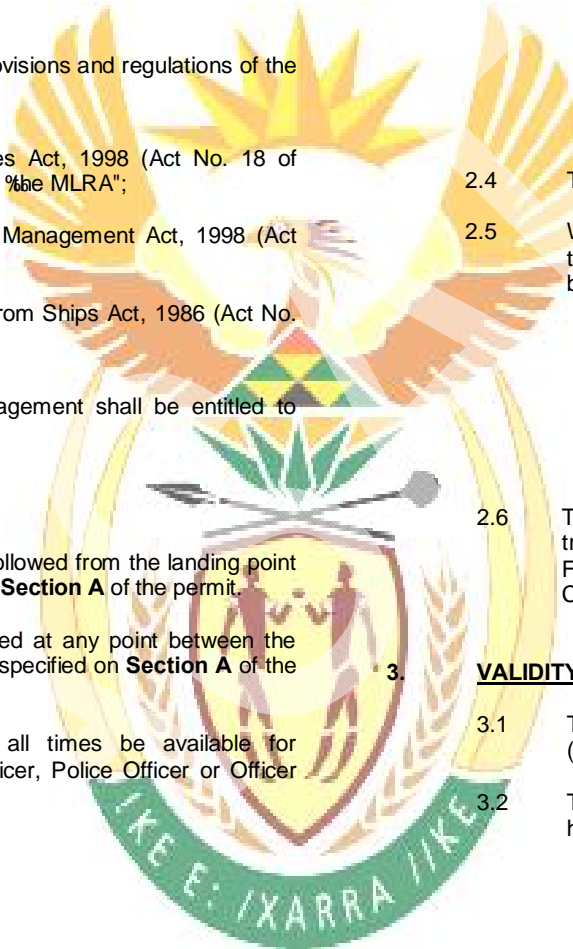 ovisions and regulations of the
es Act, 1998 (Act No. 18 of
‰the MLRA";
Management Act, 1998 (Act
rom Ships Act, 1986 (Act No.
agement shall be entitled to
ollowed from the landing point
Section A of the permit.
ed at any point between the
specified on Section A of the
all times be available for
icer, Police Officer or Officer
2.4 T
2.5 W
t
b
2.6 T
tr
F
C
3. VALIDITY
3.1 T
(
3.2 T
h
!KE E: /XARRA //KE